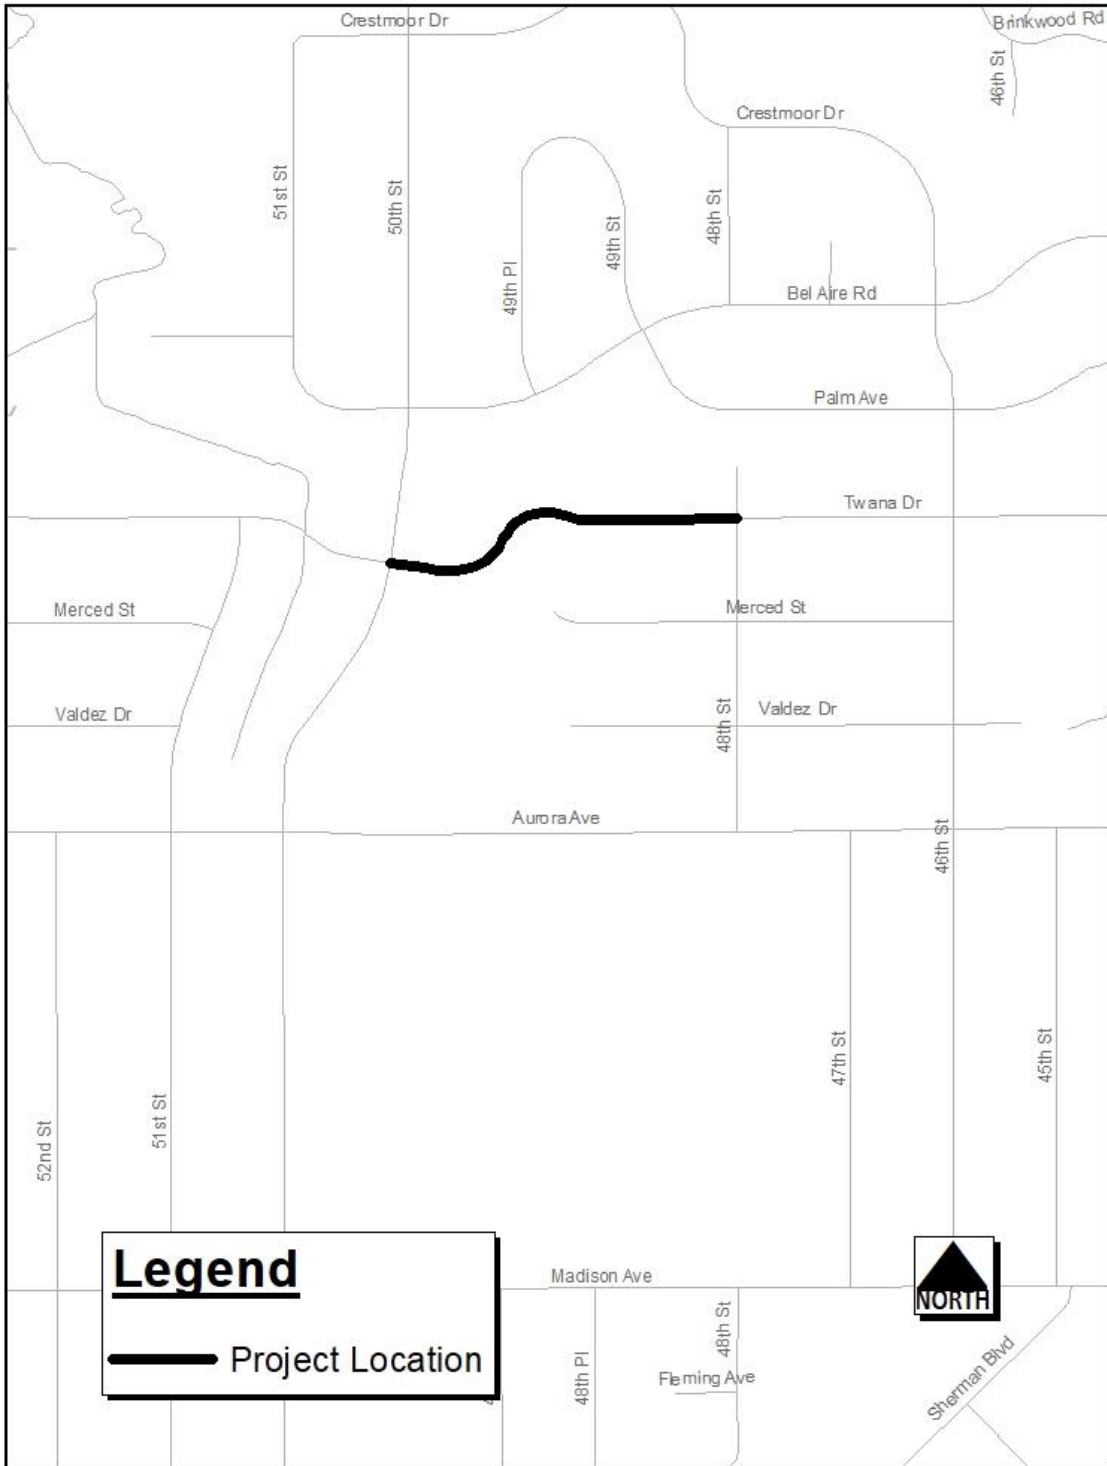 Crestmoor Dr
Brinkwood Rd
46th St
Crestmoor Dr
51st St
50th St
48th St
49th St
49th Pl
Bel Aire Rd
Palm Ave
Twana Dr
Merced St
Merced St
Valdez Dr
Valdez Dr
48th St
Aurora Ave
46th St
47th St
45th St
51st St
52nd St
Legend
Project Location
Madison Ave
NORTH
48th St
48th Pl
Fleming Ave
Sherman Blvd